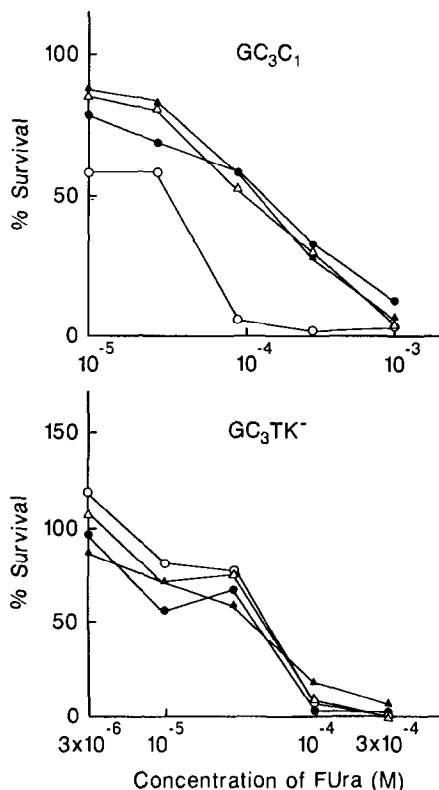 GC₃C₁
100
50
0
% Survival
10⁻⁵
10⁻⁴
10⁻³
GC₃TK⁻
150
100
50
0
% Survival
3x10⁻⁶
10⁻⁵
10⁻⁴
3x10⁻⁴
Concentration of FUra (M)